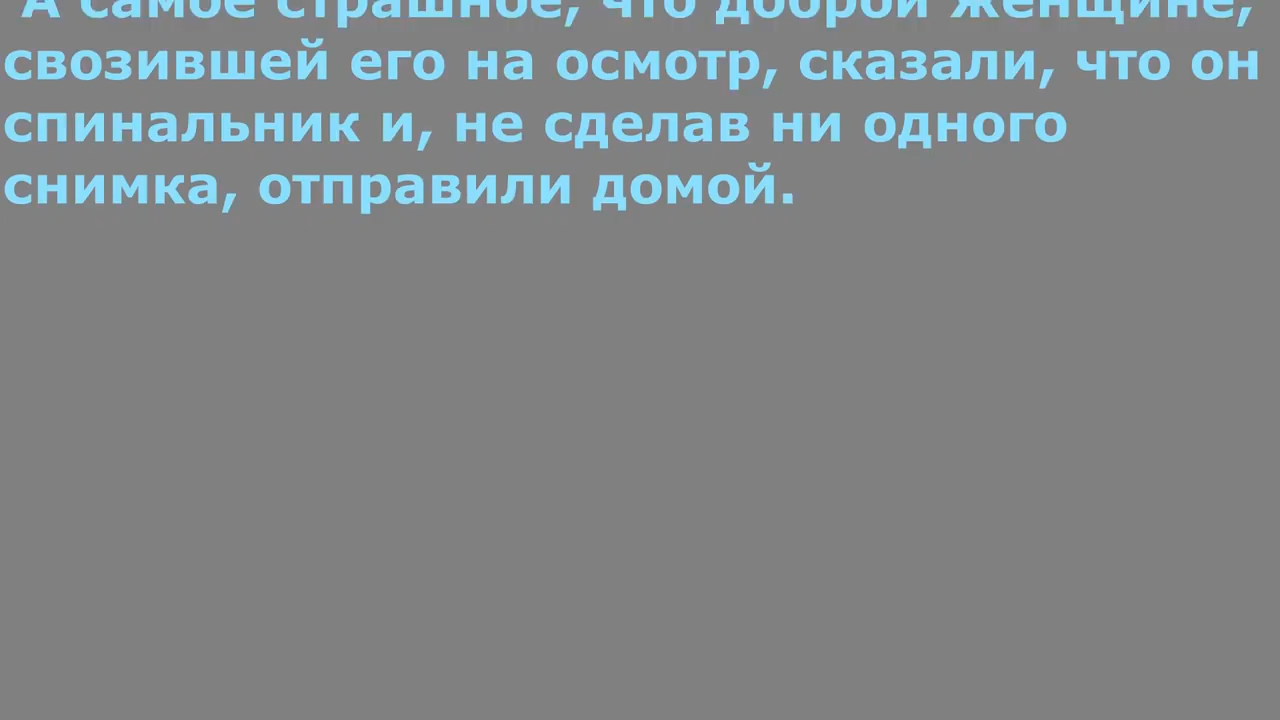 А самое страшное, что доброй женщине,
свозившей его на осмотр, сказали, что он
спинальник и, не сделав ни одного
снимка, отправили домой.